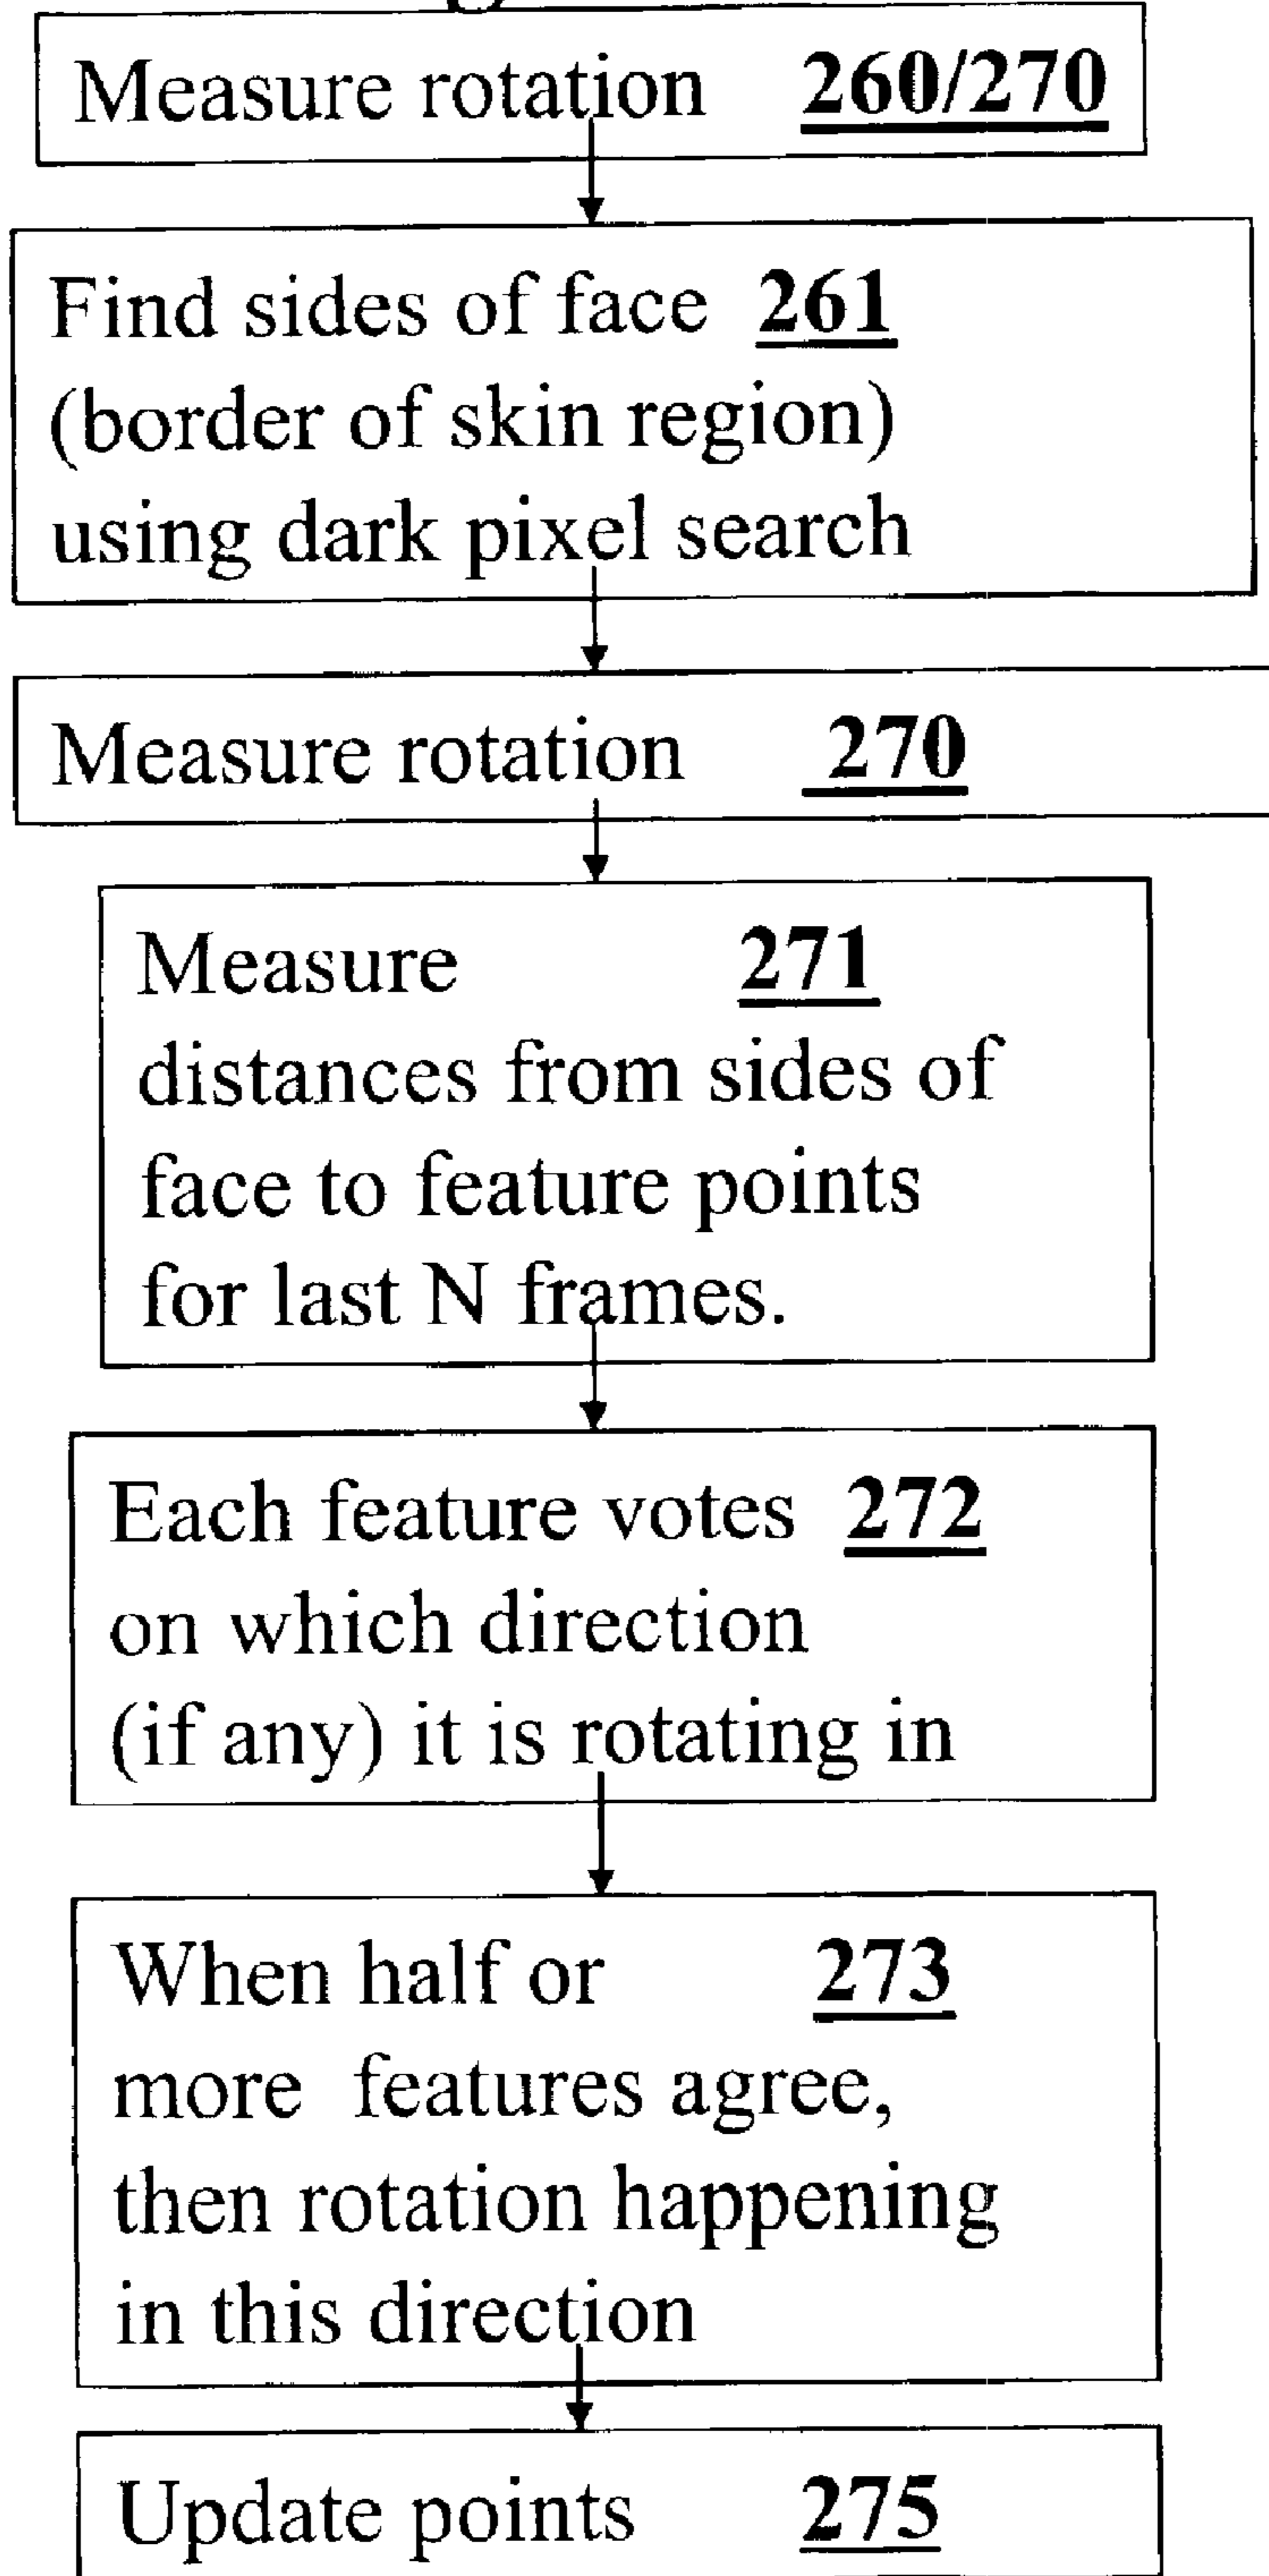 Measure rotation 260/270
Find sides of face 261
(border of skin region)
using dark pixel search
Measure rotation 270
Measure 271
distances from sides of
face to feature points
for last N frames.
Each feature votes 272
on which direction
(if any) it is rotating in
When half or 273
more features agree,
then rotation happening
in this direction
Update points 275